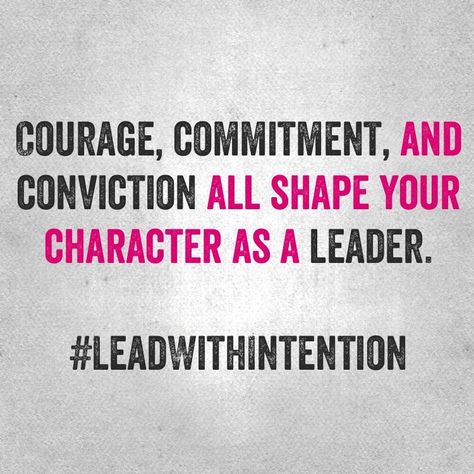 COURAGE, COMMITMENT, AND
CONVICTION ALL SHAPE YOUR
CHARACTER AS A LEADER.
#LEADWITHINTENTION